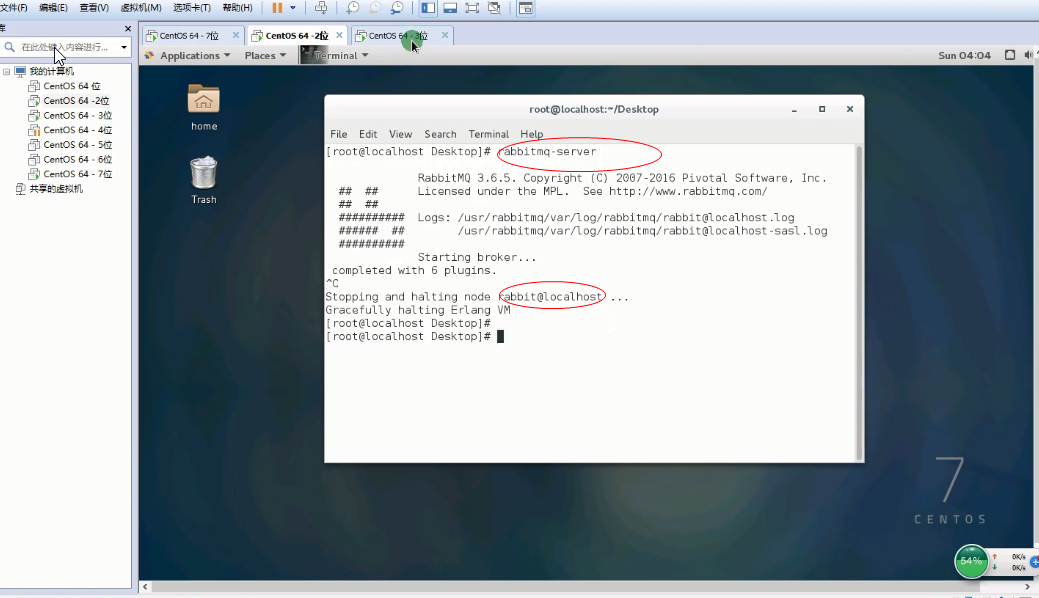 文件(F) 编辑(E) 查看(V) 虚拟机(M) 选项卡(T) 帮助(H)
库
在此处键入内容进行...
我的计算机
CentOS 64 位
CentOS 64 -2位
CentOS 64 - 3位
CentOS 64 - 4位
CentOS 64 - 5位
CentOS 64 - 6位
CentOS 64 - 7位
共享的虚拟机
CentOS 64 - 7位
CentOS 64 -2位
CentOS 64 - 3位
Applications Places Terminal Sun 04:04
home
Trash
root@localhost:~/Desktop
File Edit View Search Terminal Help
[root@localhost Desktop]# rabbitmq-server
RabbitMQ 3.6.5. Copyright (C) 2007-2016 Pivotal Software, Inc.
## ## Licensed under the MPL. See http://www.rabbitmq.com/
## ##
########## Logs: /usr/rabbitmq/var/log/rabbitmq/rabbit@localhost.log
###### ## /usr/rabbitmq/var/log/rabbitmq/rabbit@localhost-sasl.log
##########
Starting broker...
completed with 6 plugins.
^C
Stopping and halting node rabbit@localhost ...
Gracefully halting Erlang VM
[root@localhost Desktop]#
[root@localhost Desktop]#
7
CENTOS
54%
0K/s
0K/s